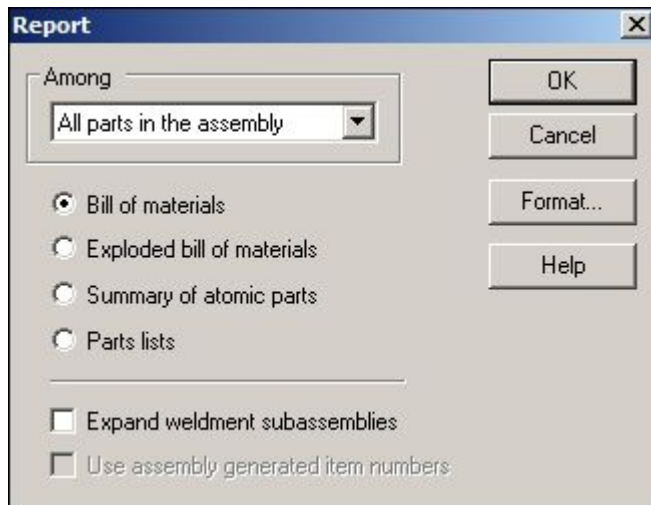 Report
Among
All parts in the assembly
OK
Cancel
Bill of materials
Format...
Exploded bill of materials
Help
Summary of atomic parts
Parts lists
Expand weldment subassemblies
Use assembly generated item numbers